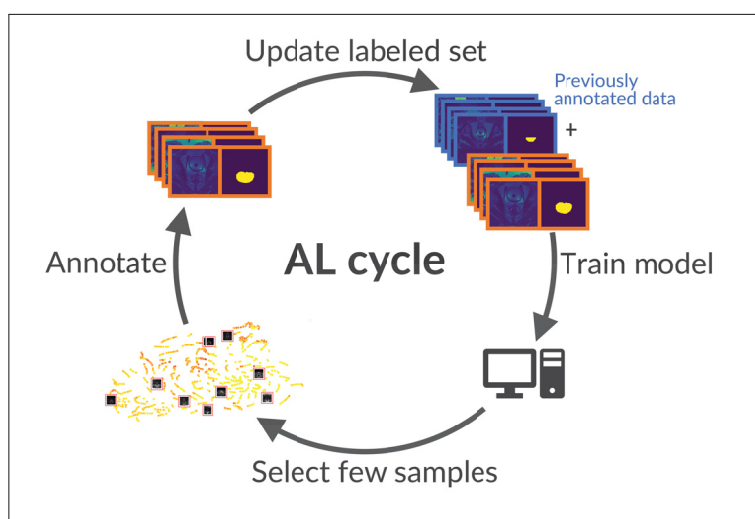 Update labeled set
Previously
annotated data
+
Annotate
AL cycle
Train model
Select few samples